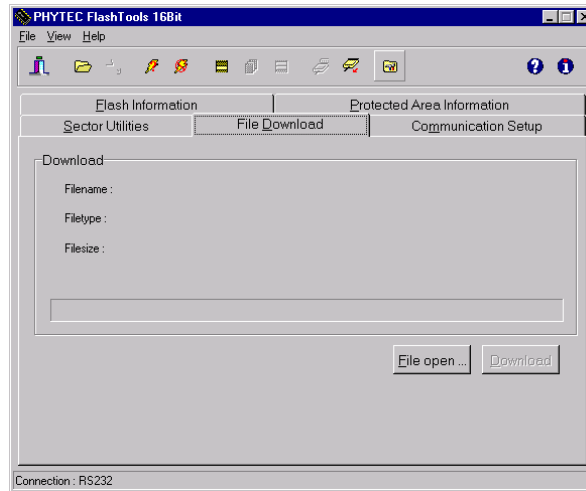 PHYTEC FlashTools 16Bit
File View Help
Flash Information Protected Area Information
Sector Utilities File Download Communication Setup
Download
Filename :
Filetype :
Filesize :
File open ... Download
Connection : RS232